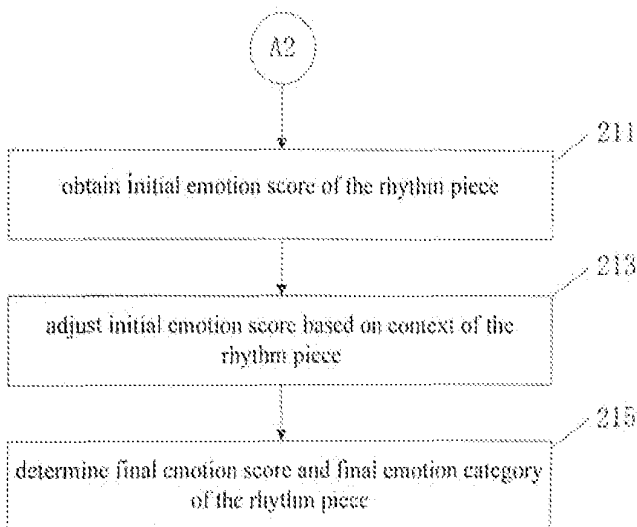 A2
211
obtain Initial emotion score of the rhythm piece
213
adjust initial emotion score based on context of the
rhythm piece
215
determine final emotion score and final emotion category
of the rhythm piece